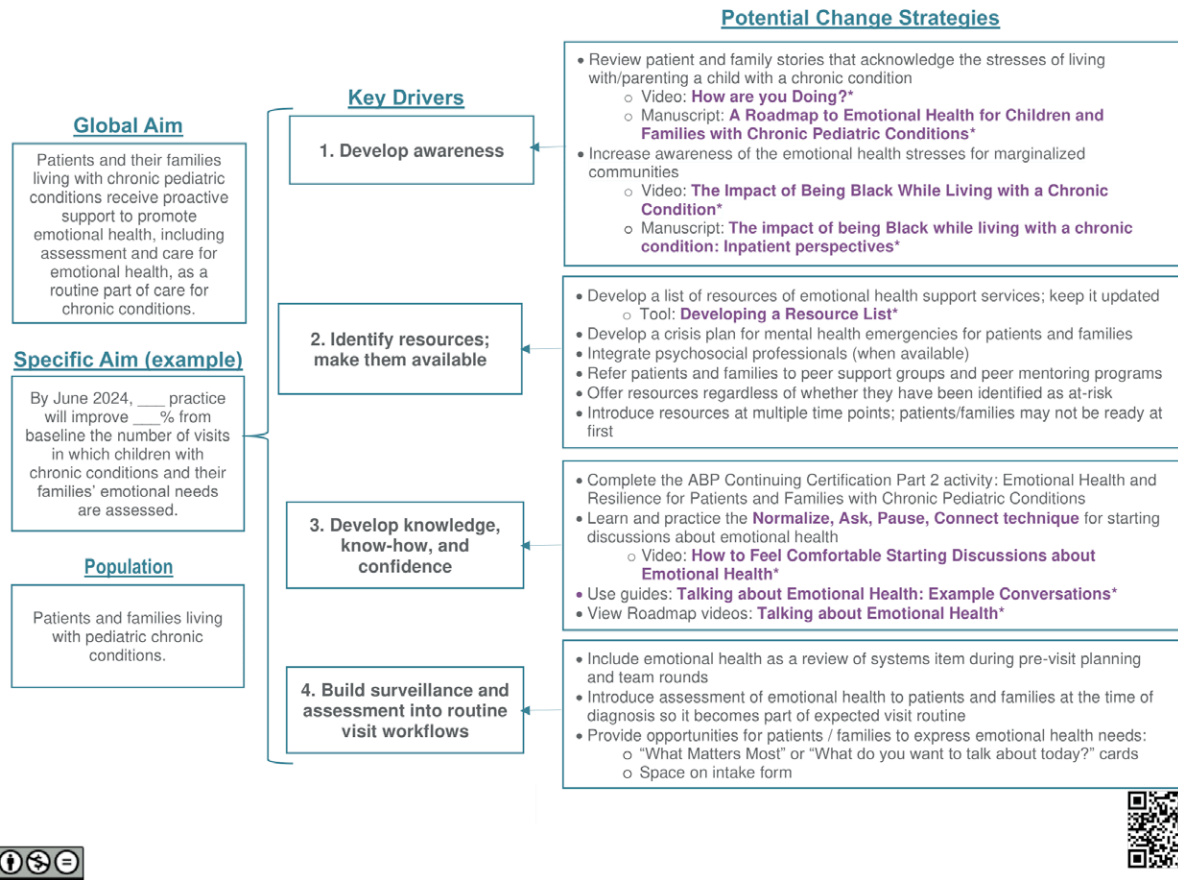 Potential Change Strategies
Key Drivers
Global Aim
Patients and their families
living with chronic pediatric
conditions receive proactive
support to promote
emotional health, including
assessment and care for
emotional health, as a
routine part of care for
chronic conditions.
Specific Aim (example)
By June 2024, ___ practice
will improve ___% from
baseline the number of visits
in which children with
chronic conditions and their
families' emotional needs
are assessed.
Population
Patients and families living
with pediatric chronic
conditions.
1. Develop awareness
• Review patient and family stories that acknowledge the stresses of living
with/parenting a child with a chronic condition
o Video: How are you Doing?*
o Manuscript: A Roadmap to Emotional Health for Children and
Families with Chronic Pediatric Conditions*
• Increase awareness of the emotional health stresses for marginalized
communities
o Video: The Impact of Being Black While Living with a Chronic
Condition*
o Manuscript: The impact of being Black while living with a chronic
condition: Inpatient perspectives*
2. Identify resources;
make them available
• Develop a list of resources of emotional health support services; keep it updated
o Tool: Developing a Resource List*
• Develop a crisis plan for mental health emergencies for patients and families
• Integrate psychosocial professionals (when available)
• Refer patients and families to peer support groups and peer mentoring programs
• Offer resources regardless of whether they have been identified as at-risk
• Introduce resources at multiple time points; patients/families may not be ready at
first
3. Develop knowledge,
know-how, and
confidence
• Complete the ABP Continuing Certification Part 2 activity: Emotional Health and
Resilience for Patients and Families with Chronic Pediatric Conditions
• Learn and practice the Normalize, Ask, Pause, Connect technique for starting
discussions about emotional health
o Video: How to Feel Comfortable Starting Discussions about
Emotional Health*
• Use guides: Talking about Emotional Health: Example Conversations*
• View Roadmap videos: Talking about Emotional Health*
4. Build surveillance and
assessment into routine
visit workflows
• Include emotional health as a review of systems item during pre-visit planning
and team rounds
• Introduce assessment of emotional health to patients and families at the time of
diagnosis so it becomes part of expected visit routine
• Provide opportunities for patients / families to express emotional health needs:
o "What Matters Most" or "What do you want to talk about today?" cards
o Space on intake form